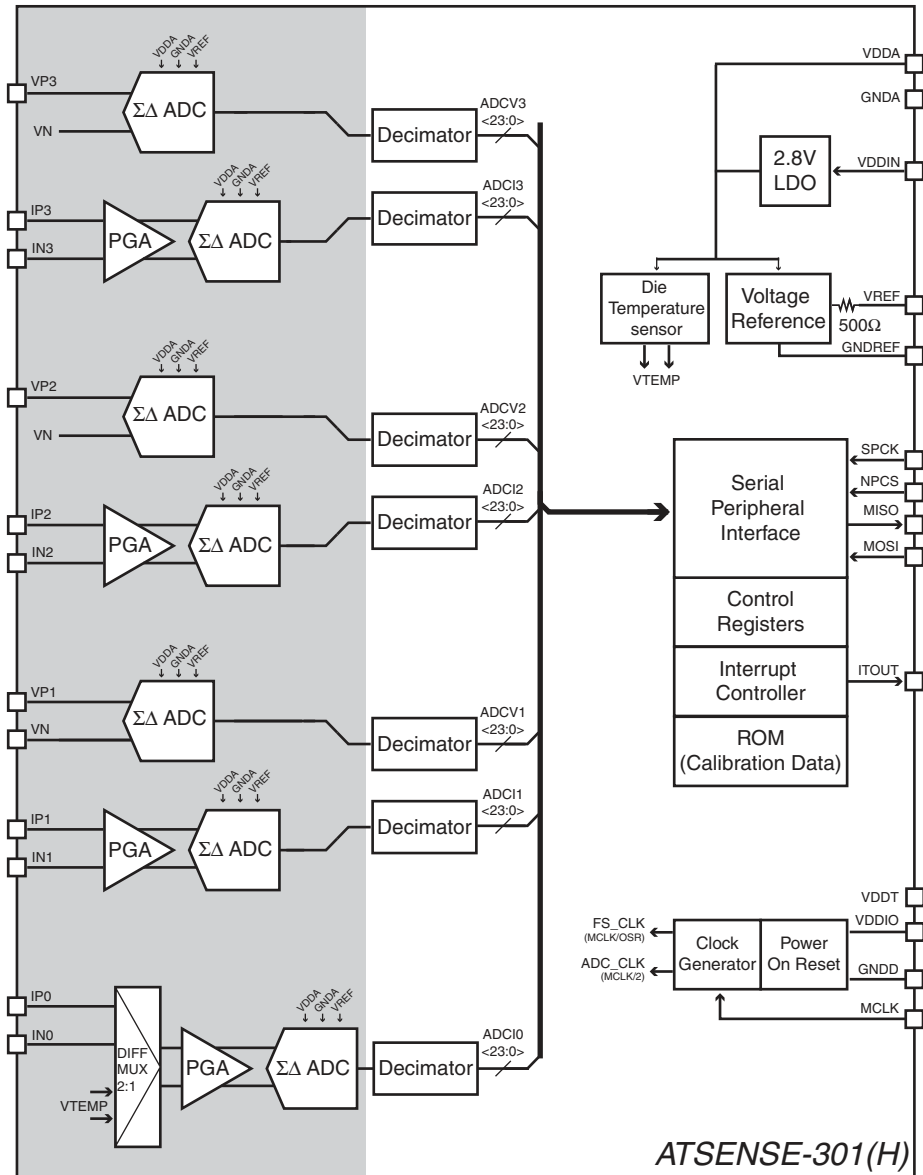 VDDA
GNDA
VREF
VP3
VN
ΣΔ ADC
Decimator
ADCV3
<23:0>
VDDA
GNDA
VREF
IP3
IN3
PGA
ΣΔ ADC
Decimator
ADCI3
<23:0>
VDDA
GNDA
VREF
VP2
VN
ΣΔ ADC
Decimator
ADCV2
<23:0>
VDDA
GNDA
VREF
IP2
IN2
PGA
ΣΔ ADC
Decimator
ADCI2
<23:0>
VDDA
GNDA
VREF
VP1
VN
ΣΔ ADC
Decimator
ADCV1
<23:0>
VDDA
GNDA
VREF
IP1
IN1
PGA
ΣΔ ADC
Decimator
ADCI1
<23:0>
IP0
IN0
VTEMP
DIFF
MUX
2:1
PGA
VDDA
GNDA
VREF
ΣΔ ADC
Decimator
ADCI0
<23:0>
VDDA
GNDA
2.8V
LDO
VDDIN
Die
Temperature
sensor
VTEMP
Voltage
Reference
500Ω
VREF
GNDREF
Serial
Peripheral
Interface
SPCK
NPCS
MISO
MOSI
Control
Registers
Interrupt
Controller
ITOUT
ROM
(Calibration Data)
VDDT
VDDIO
FS_CLK
(MCLK/OSR)
ADC_CLK
(MCLK/2)
Clock
Generator
Power
On Reset
GNDD
MCLK
ATSENSE-301(H)